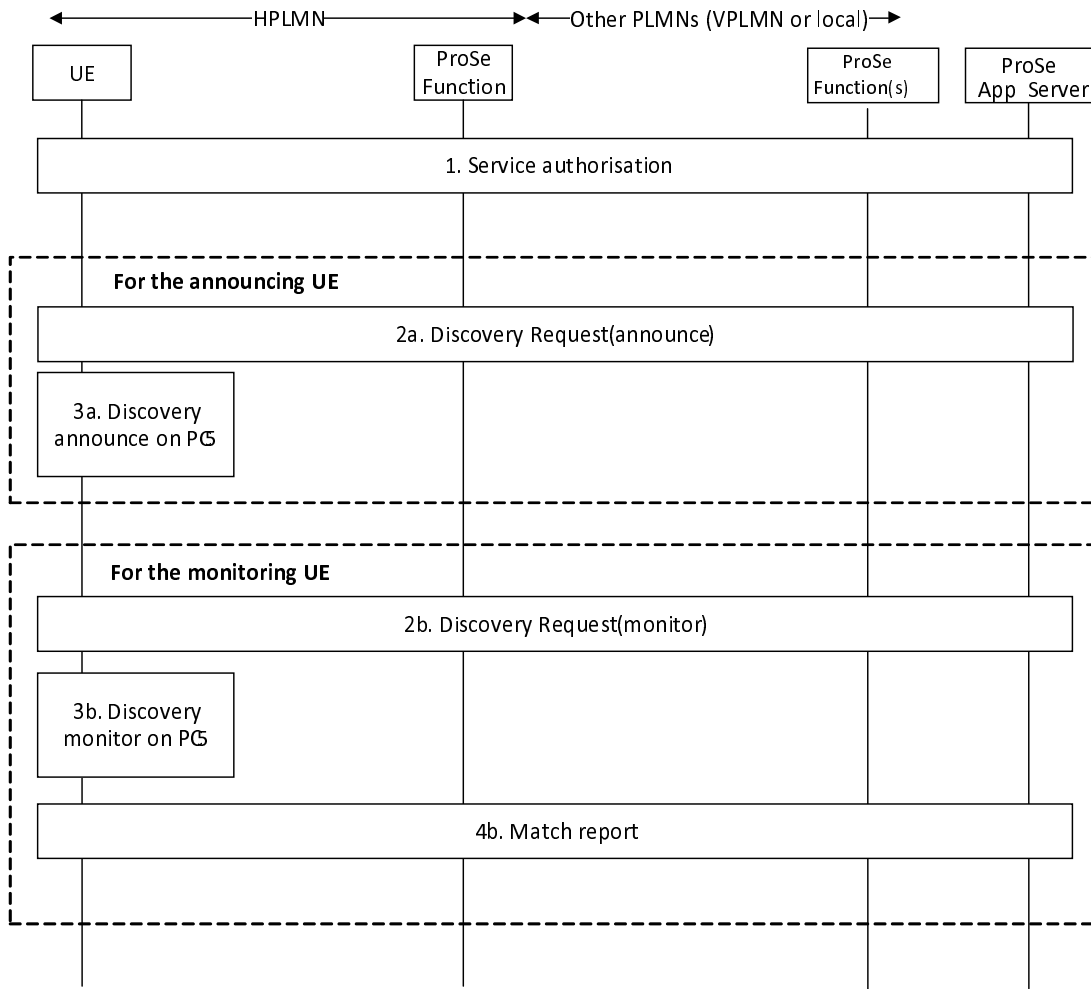 HPLMN
Other PLMNs (VPLMN or local)
UE
ProSe
Function
ProSe
Function(s)
ProSe
App Server
1. Service authorisation
For the announcing UE
2a. Discovery Request(announce)
3a. Discovery
announce on PC5
For the monitoring UE
2b. Discovery Request(monitor)
3b. Discovery
monitor on PC5
4b. Match report